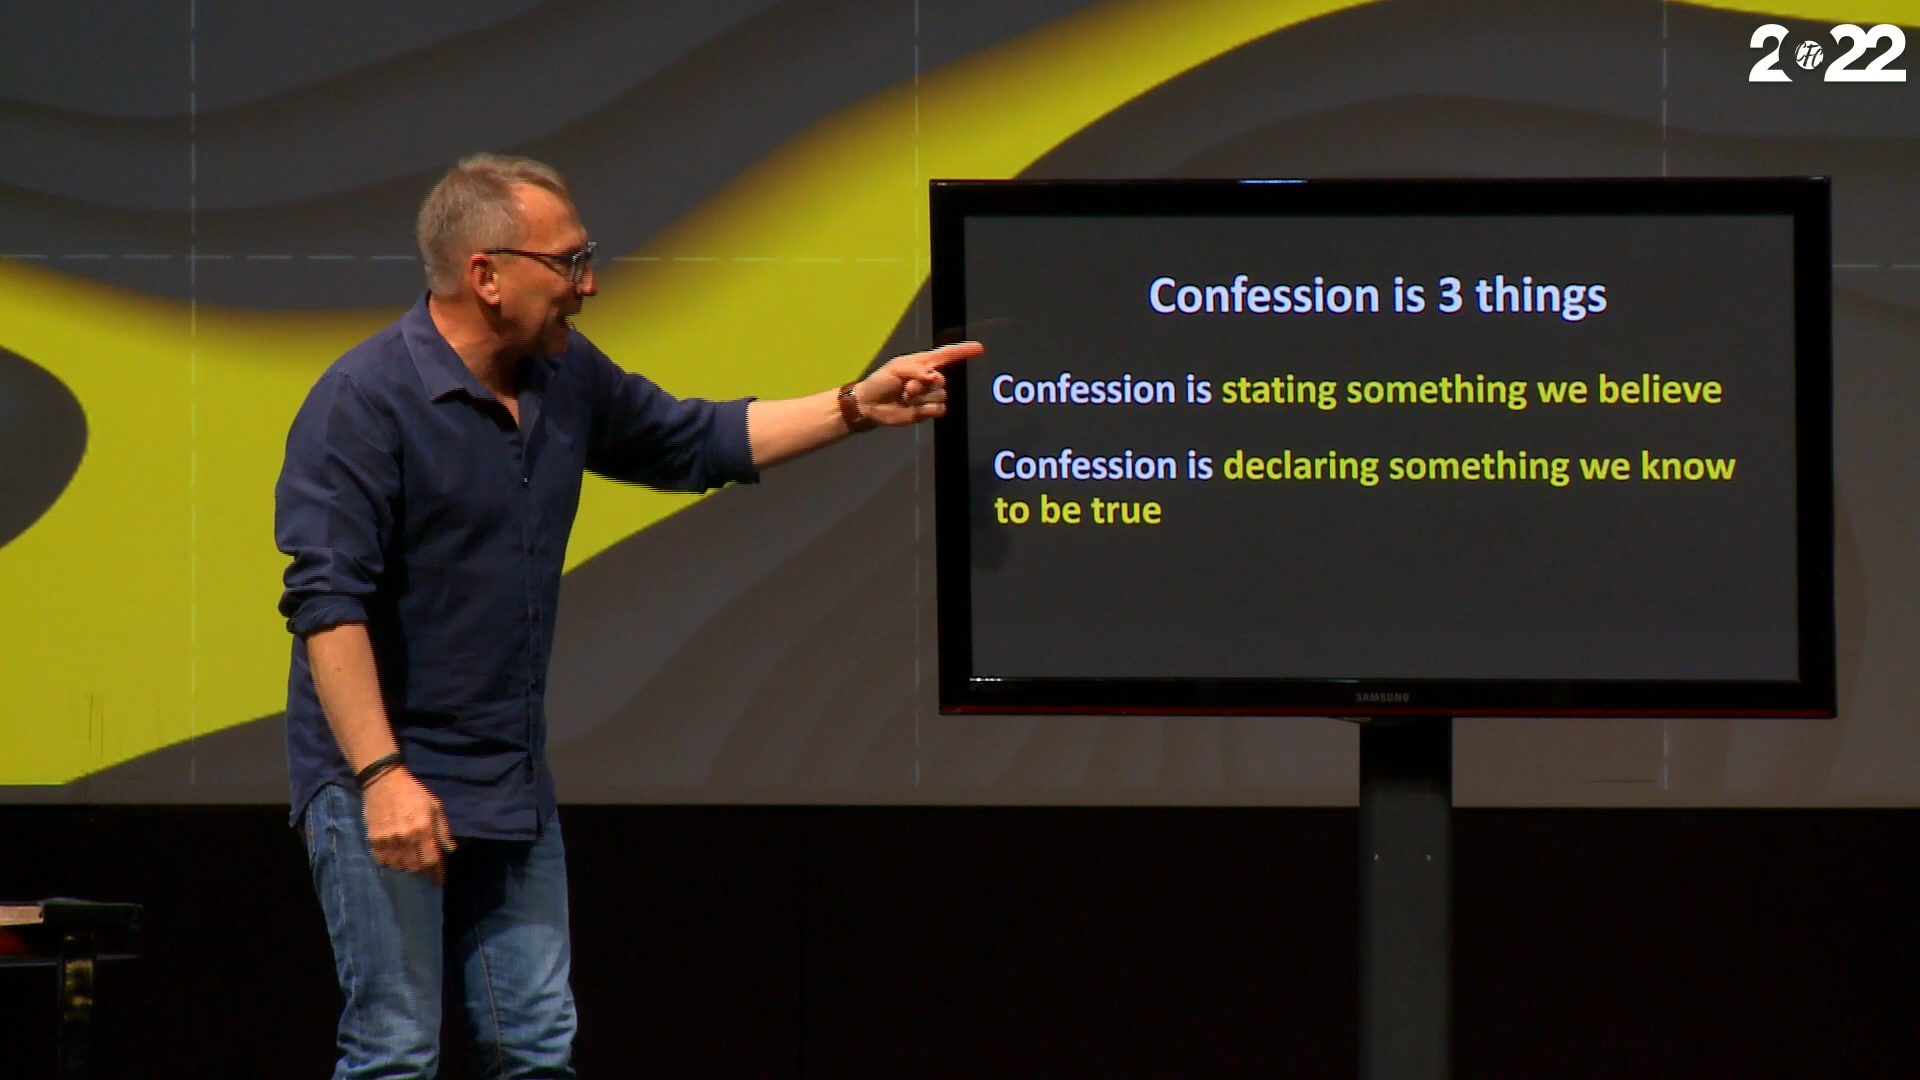 2022
Confession is 3 things
Confession is stating something we believe
Confession is declaring something we know
to be true
SAMSUNG